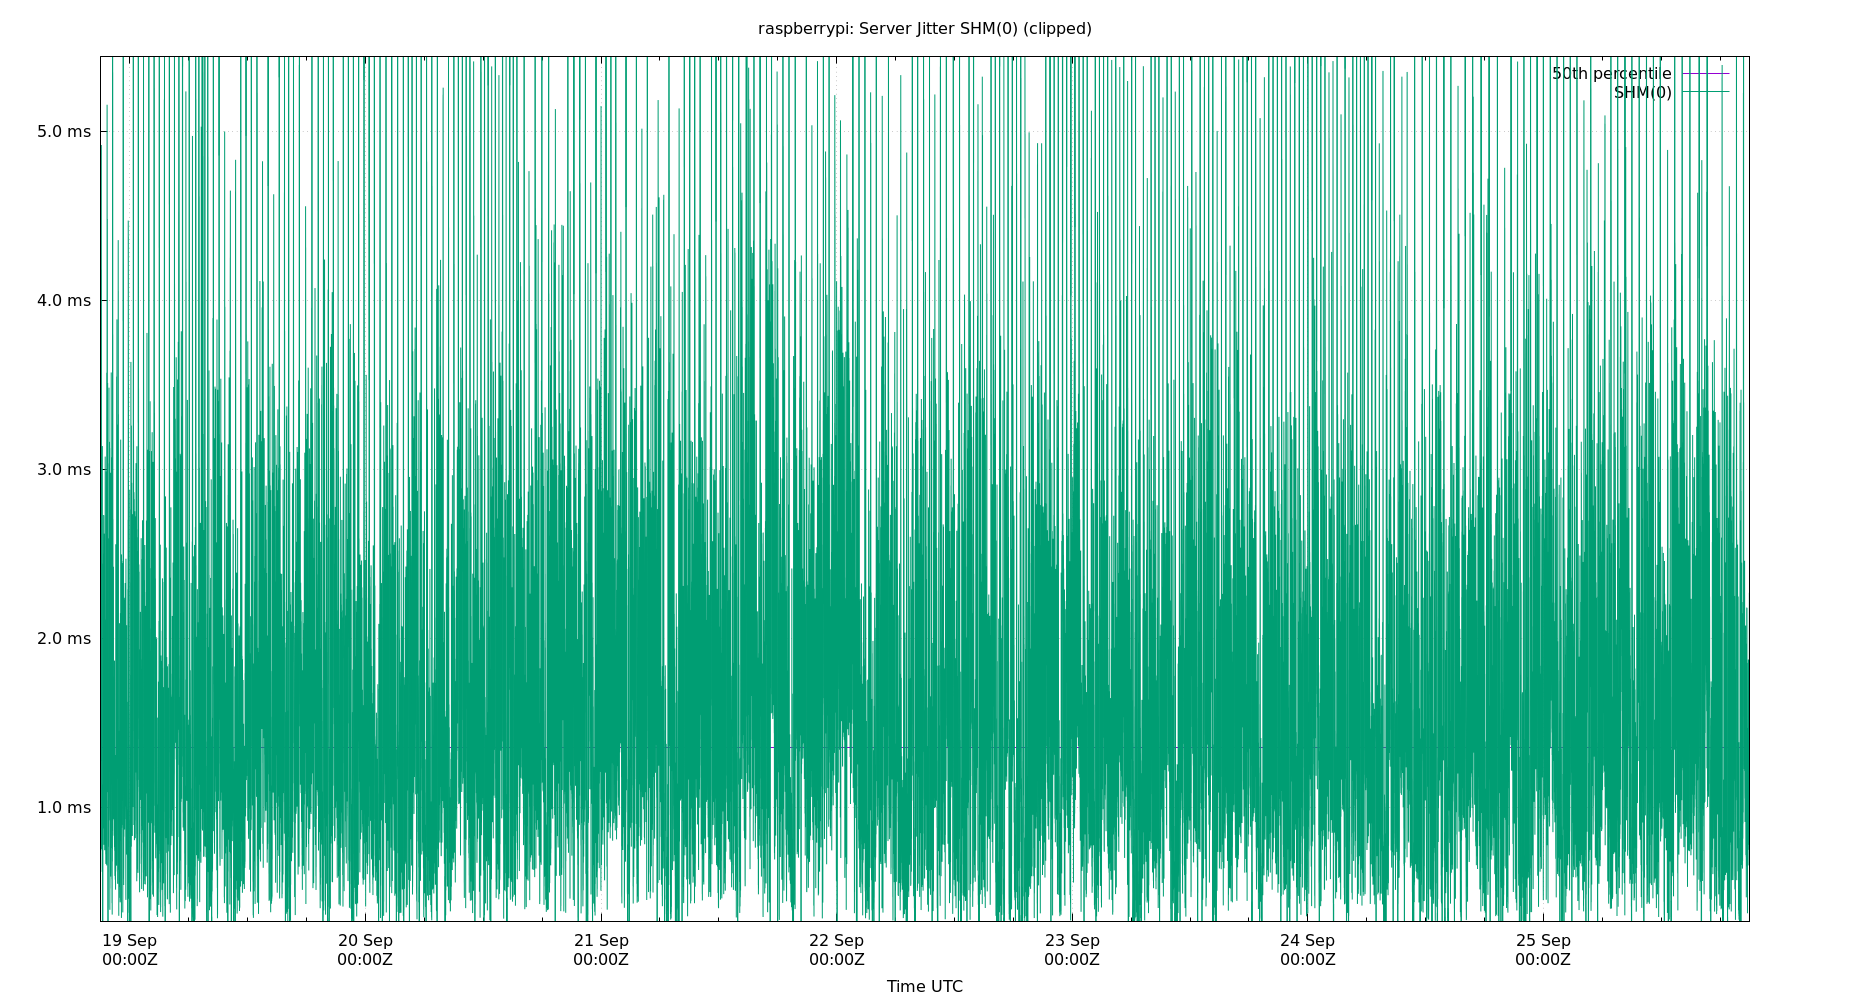 raspberrypi: Server Jitter SHM(0) (clipped)
50th percentile
SHM(0)
5.0 ms
4.0 ms
3.0 ms
2.0 ms
1.0 ms
19 Sep 20 Sep 21 Sep 22 Sep 23 Sep 24 Sep 25 Sep
00:00Z 00:00Z 00:00Z 00:00Z 00:00Z 00:00Z 00:00Z
Time UTC